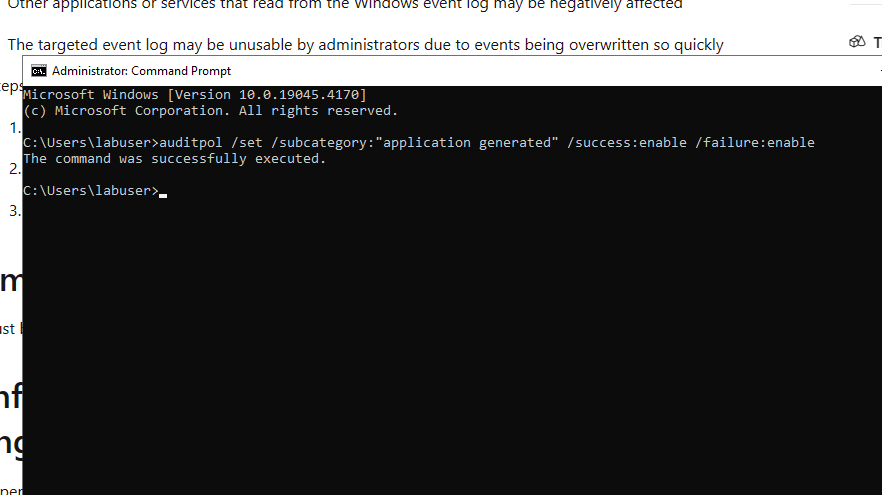 Other applications or services that read from the Windows event log may be negatively affected
The targeted event log may be unusable by administrators due to events being overwritten so quickly
T
Administrator: Command Prompt
Microsoft Windows [Version 10.0.19045.4170]
(c) Microsoft Corporation. All rights reserved.
1.
C:\Users\labuser>auditpol /set /subcategory:"application generated" /success:enable /failure:enable
The command was successfully executed.
2.
C:\Users\labuser>
3.